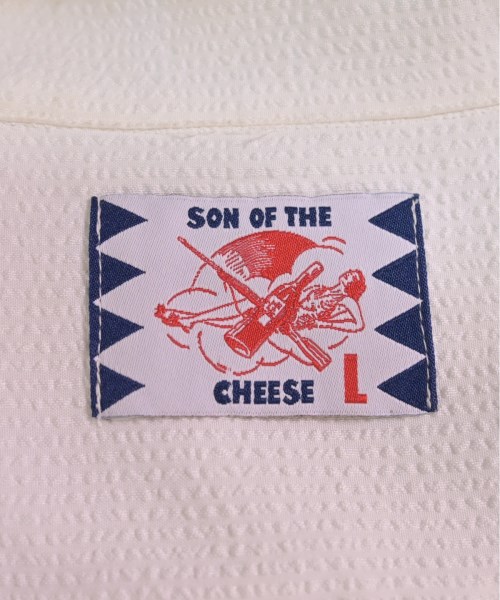 SON OF THE
CHEESE
L